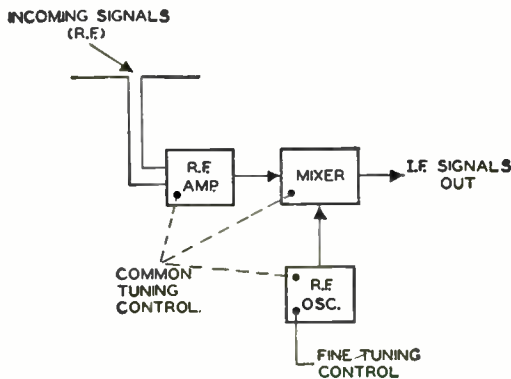 INCOMING SIGNALS
(R.F.)
R.F.
AMP.
MIXER
I.F. SIGNALS
OUT
COMMON
TUNING
CONTROL.
R.F.
OSC.
FINE TUNING
CONTROL